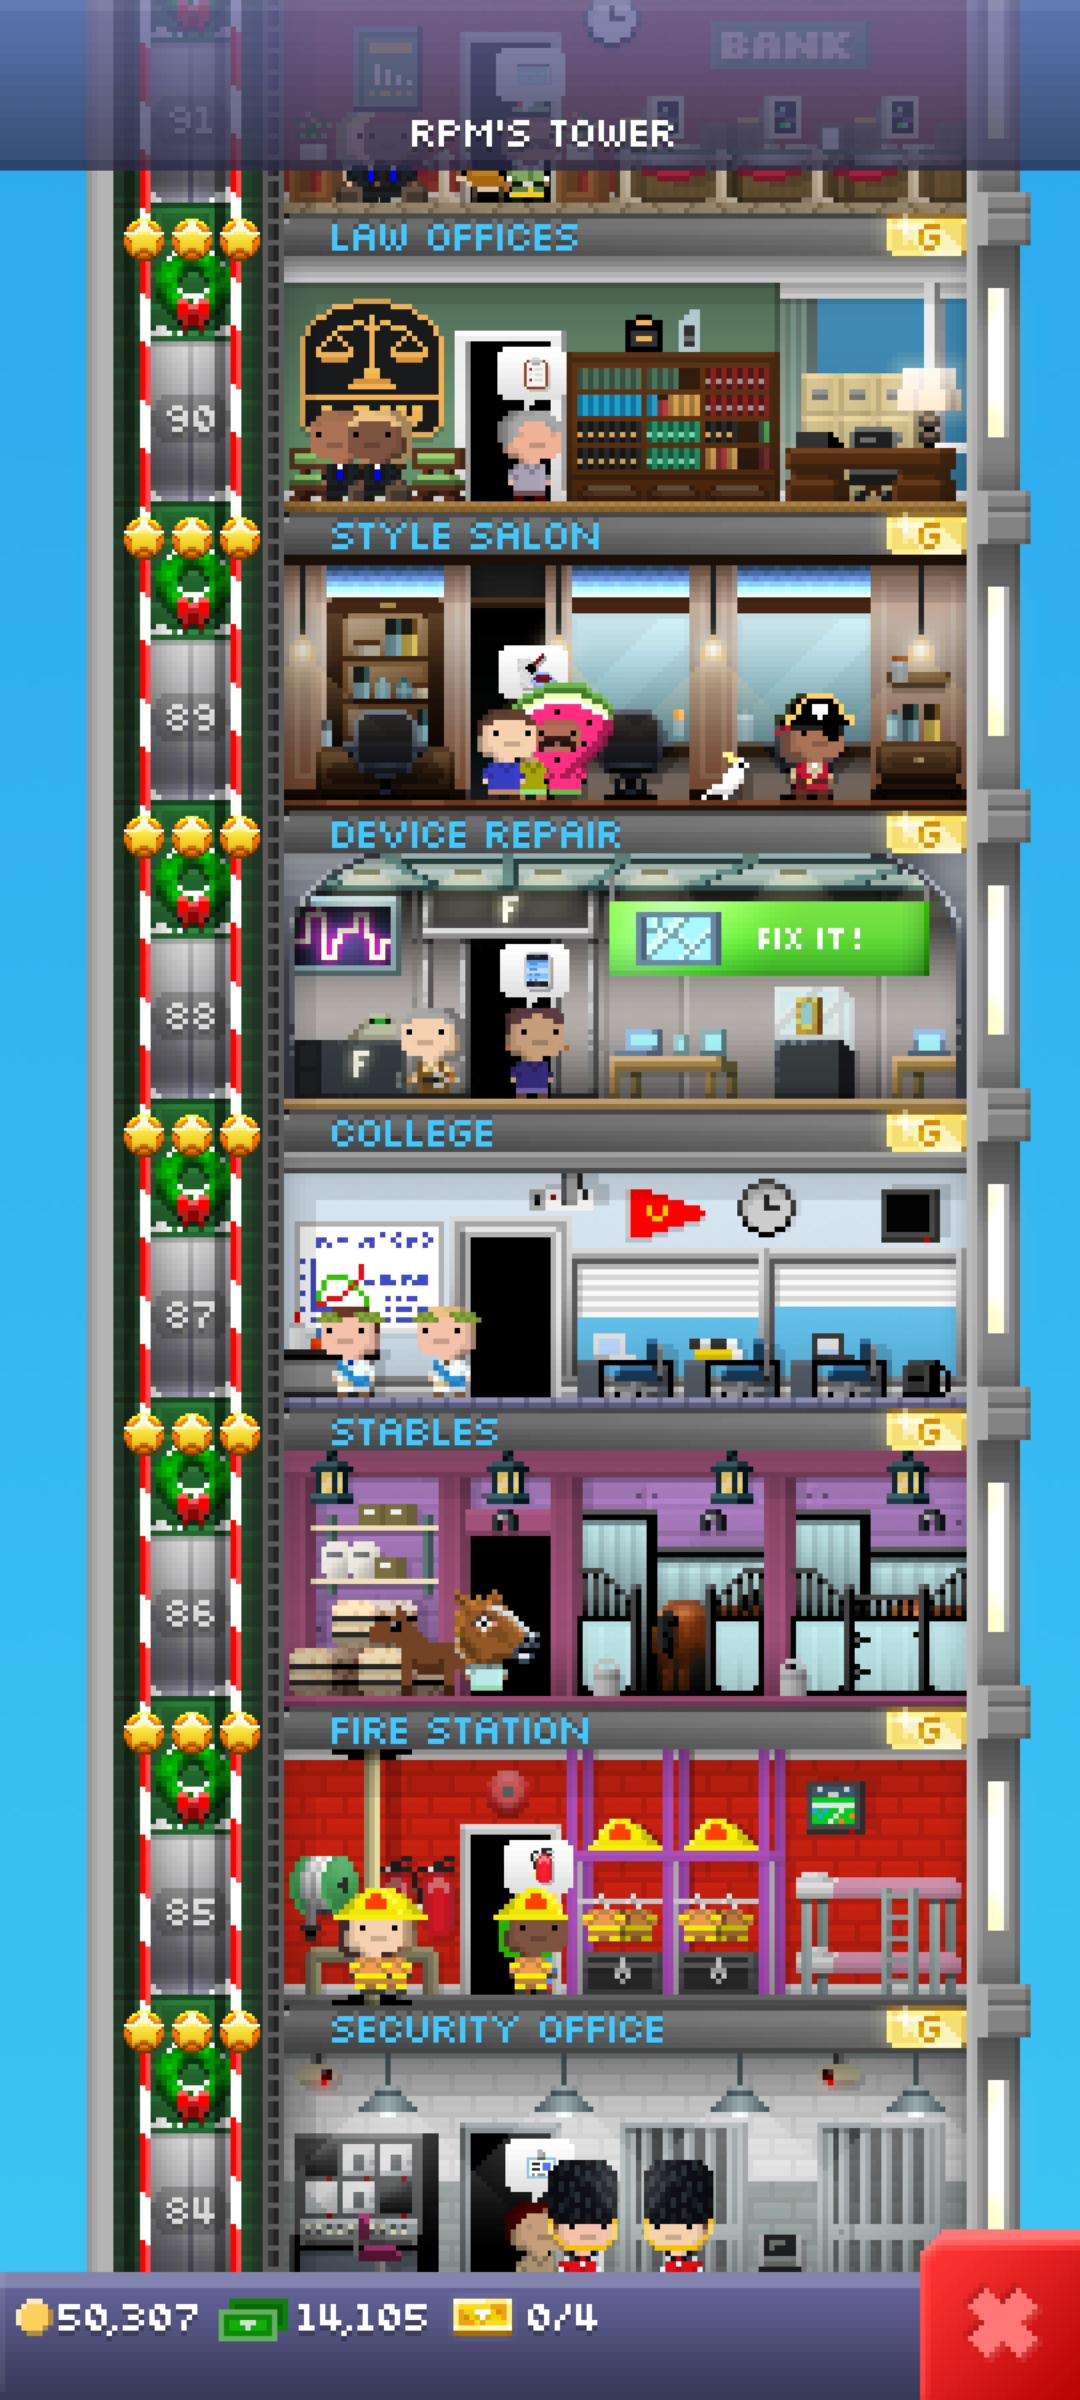 BANK
91
RPM'S TOWER
LAW OFFICES
G
90
STYLE SALON
G
89
DEVICE REPAIR
G
F
FIX IT!
88
F
COLLEGE
G
U
87
STABLES
G
86
FIRE STATION
G
85
SECURITY OFFICE
G
84
50,307 14,105 0/4